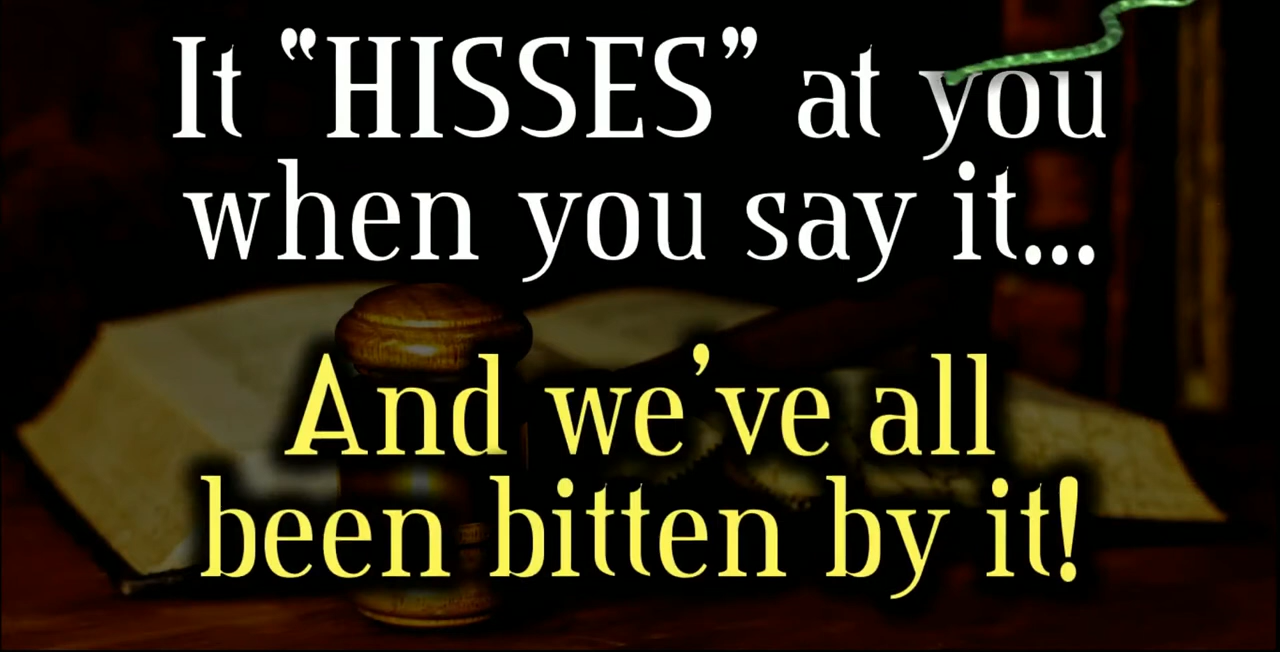 It “HISSES” at you
when you say it...
And we’ve all
been bitten by it!